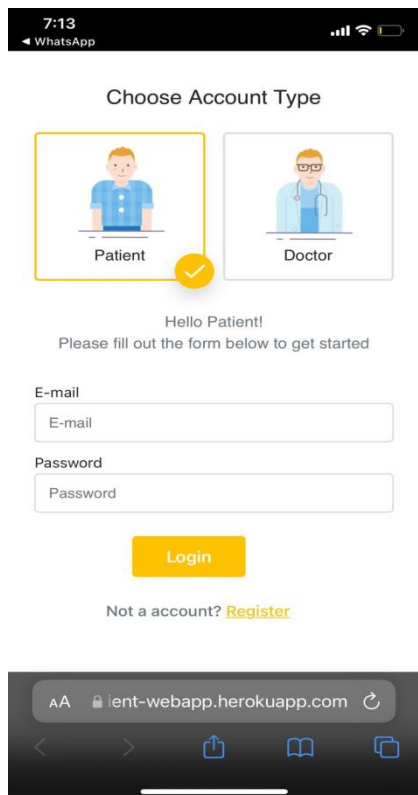 7:13
◄ WhatsApp
Choose Account Type
Patient
Doctor
Hello Patient!
Please fill out the form below to get started
E-mail
E-mail
Password
Password
Login
Not a account? Register
AA ient-webapp.herokuapp.com